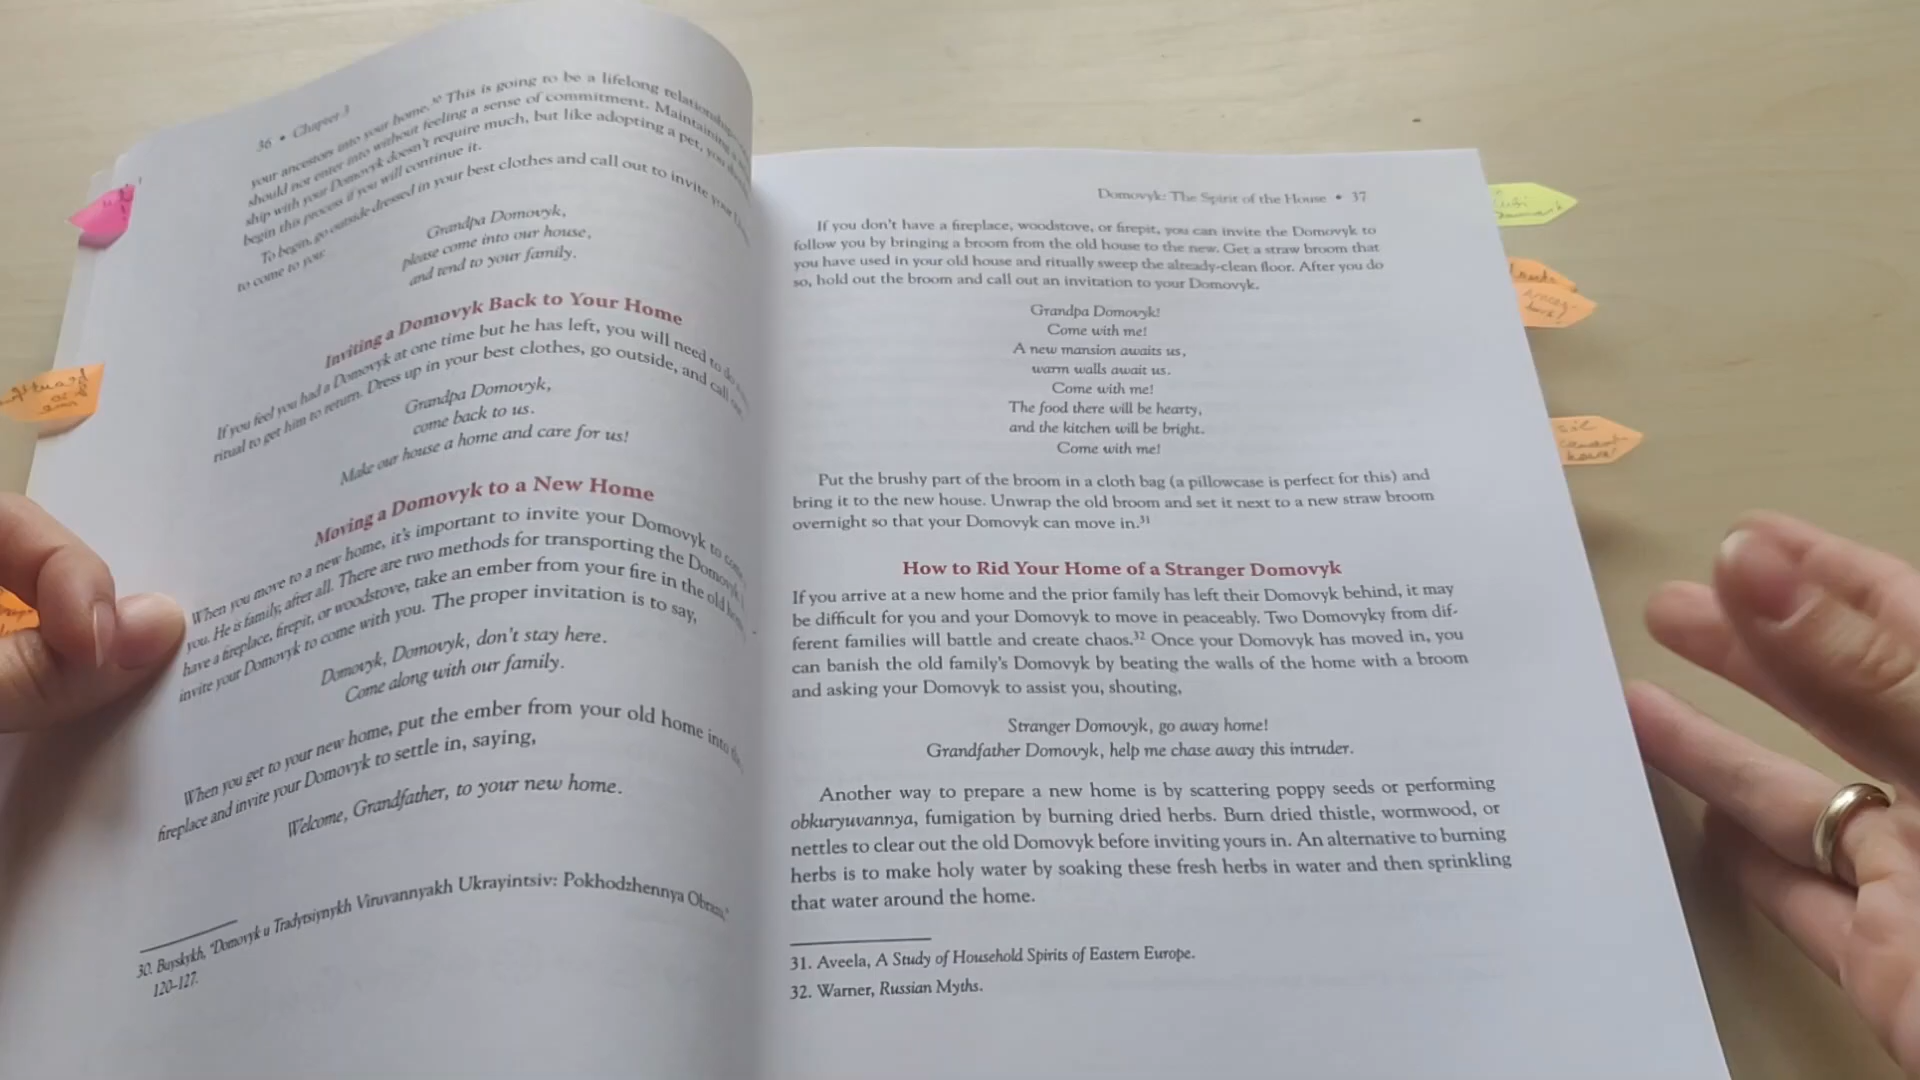 36 • Chapter 3
your ancestors into your home.30 This is going to be a lifelong relationship
should not enter into without feeling a sense of commitment. Maintaining a
ship with your Domovyk doesn't require much, but like adopting a pet, you
begin this process if you will continue it.
To begin, go outside dressed in your best clothes and call out to invite your
to come to your
Grandpa Domovyk,
please come into our house,
and tend to your family.
Inviting a Domovyk Back to Your Home
If you feel you had a Domovyk at one time but he has left, you will need to do
ritual to get him to return. Dress up in your best clothes, go outside, and call
Grandpa Domovyk,
come back to us.
Make our house a home and care for us!
Moving a Domovyk to a New Home
When you move to a new home, it's important to invite your Domovyk to come
you. He is family, after all. There are two methods for transporting the Domovyk
have a fireplace, firepit, or woodstove, take an ember from your fire in the old
invite your Domovyk to come with you. The proper invitation is to say,
Domovyk, Domovyk, don't stay here.
Come along with our family.
When you get to your new home, put the ember from your old home into
fireplace and invite your Domovyk to settle in, saying,
Welcome, Grandfather, to your new home.
30. Buyskykh, "Domovyk u Tradytsiynykh Viruvannyakh Ukrayintsiv: Pokhodzhennya Obrazu,"
120–127.
Domovyk: The Spirit of the House • 37
If you don't have a fireplace, woodstove, or firepit, you can invite the Domovyk to
follow you by bringing a broom from the old house to the new. Get a straw broom that
you have used in your old house and ritually sweep the already-clean floor. After you do
so, hold out the broom and call out an invitation to your Domovyk.
Grandpa Domovyk!
Come with me!
A new mansion awaits us,
warm walls await us.
Come with me!
The food there will be hearty,
and the kitchen will be bright.
Come with me!
Put the brushy part of the broom in a cloth bag (a pillowcase is perfect for this) and
bring it to the new house. Unwrap the old broom and set it next to a new straw broom
overnight so that your Domovyk can move in.31
How to Rid Your Home of a Stranger Domovyk
If you arrive at a new home and the prior family has left their Domovyk behind, it may
be difficult for you and your Domovyk to move in peaceably. Two Domovyky from dif-
ferent families will battle and create chaos.32 Once your Domovyk has moved in, you
can banish the old family's Domovyk by beating the walls of the home with a broom
and asking your Domovyk to assist you, shouting,
Stranger Domovyk, go away home!
Grandfather Domovyk, help me chase away this intruder.
Another way to prepare a new home is by scattering poppy seeds or performing
obkuryuvannya, fumigation by burning dried herbs. Burn dried thistle, wormwood, or
nettles to clear out the old Domovyk before inviting yours in. An alternative to burning
herbs is to make holy water by soaking these fresh herbs in water and then sprinkling
that water around the home.
31. Aveela, A Study of Household Spirits of Eastern Europe.
32. Warner, Russian Myths.